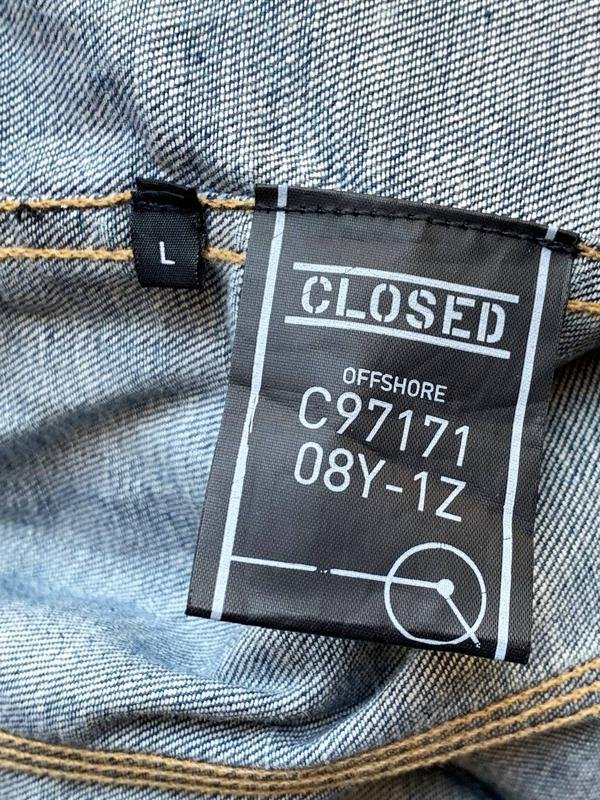 L
CLOSED
OFFSHORE
C97171
08Y-1Z